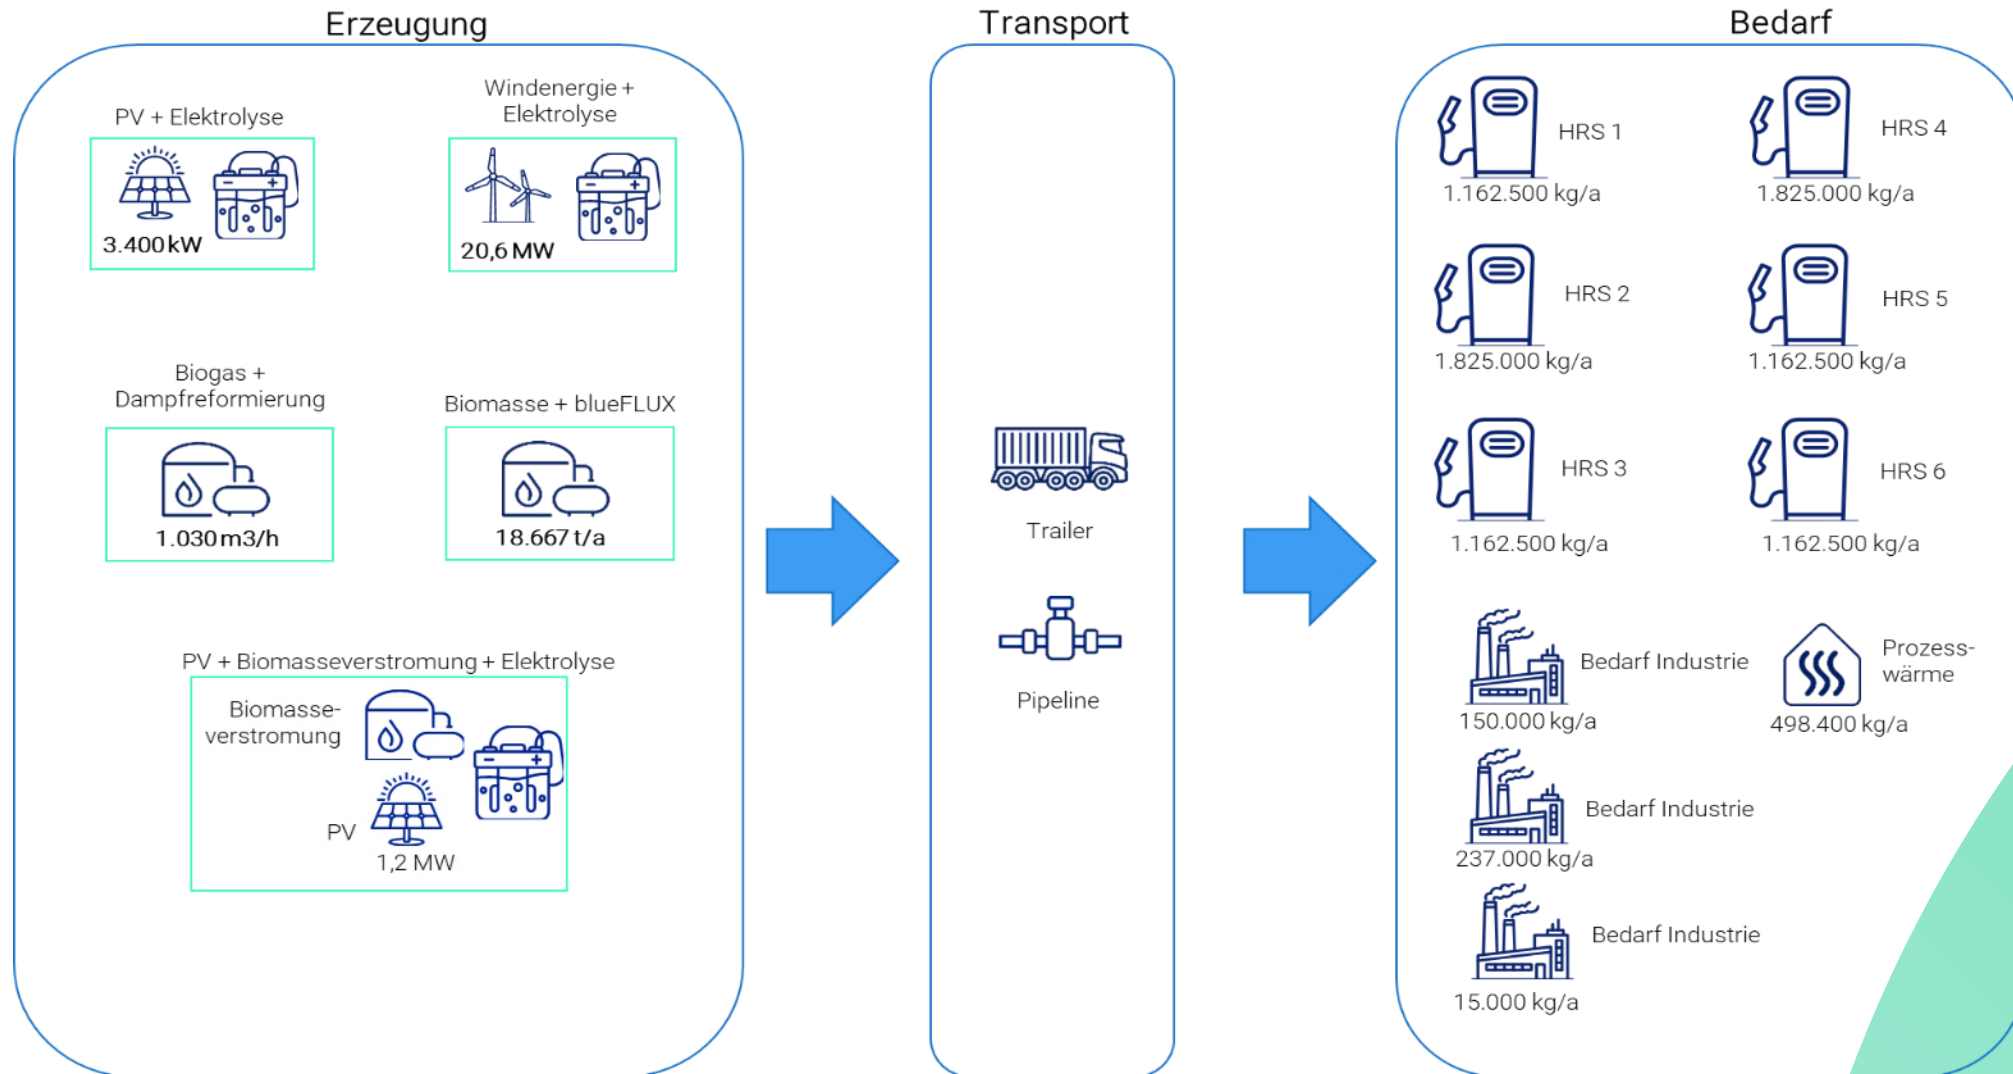 Erzeugung
PV + Elektrolyse
3.400 kW
Windenergie +
Elektrolyse
20,6 MW
Biogas +
Dampfreformierung
1.030 m3/h
Biomasse + blueFLUX
18.667 t/a
PV + Biomasseverstromung + Elektrolyse
Biomasse-
verstromung
PV
1,2 MW
Transport
Trailer
Pipeline
Bedarf
HRS 1
1.162.500 kg/a
HRS 4
1.825.000 kg/a
HRS 2
1.825.000 kg/a
HRS 5
1.162.500 kg/a
HRS 3
1.162.500 kg/a
HRS 6
1.162.500 kg/a
Bedarf Industrie
150.000 kg/a
Prozess-
wärme
498.400 kg/a
Bedarf Industrie
237.000 kg/a
Bedarf Industrie
15.000 kg/a